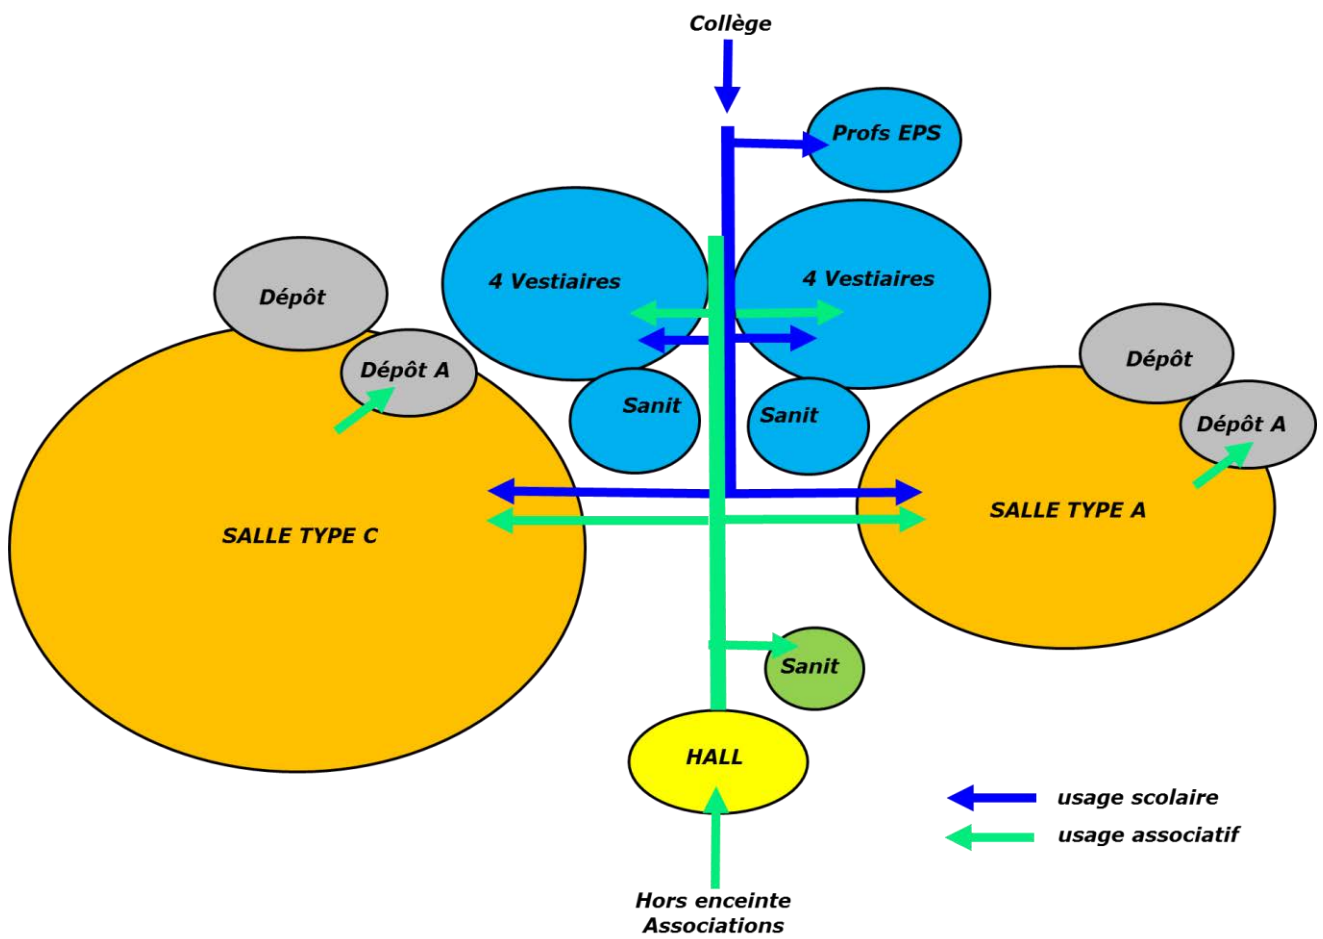 Collège
Profs EPS
4 Vestiaires
4 Vestiaires
Dépôt
Dépôt A
Dépôt
Dépôt A
Sanit
Sanit
SALLE TYPE C
SALLE TYPE A
Sanit
HALL
usage scolaire
usage associatif
Hors enceinte
Associations